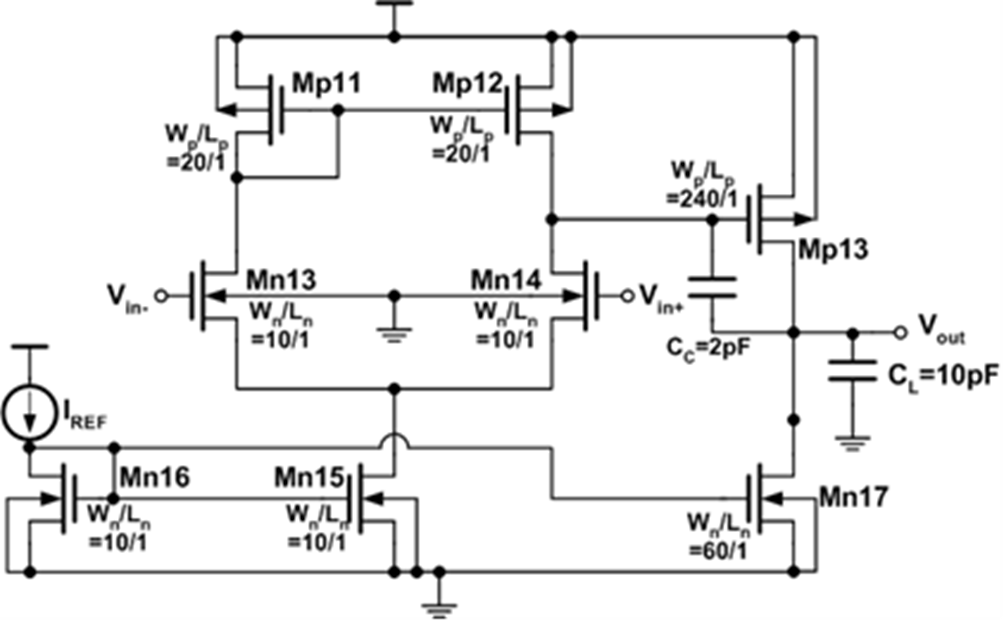 Mp11
Wp/Lp
=20/1
Mp12
Wp/Lp
=20/1
Wp/Lp
=240/1
Mp13
Vin-
Mn13
Wn/Ln
=10/1
Mn14
Wn/Ln
=10/1
Vin+
CC=2pF
Vout
CL=10pF
IREF
Mn16
Wn/Ln
=10/1
Mn15
Wn/Ln
=10/1
Mn17
Wn/Ln
=60/1